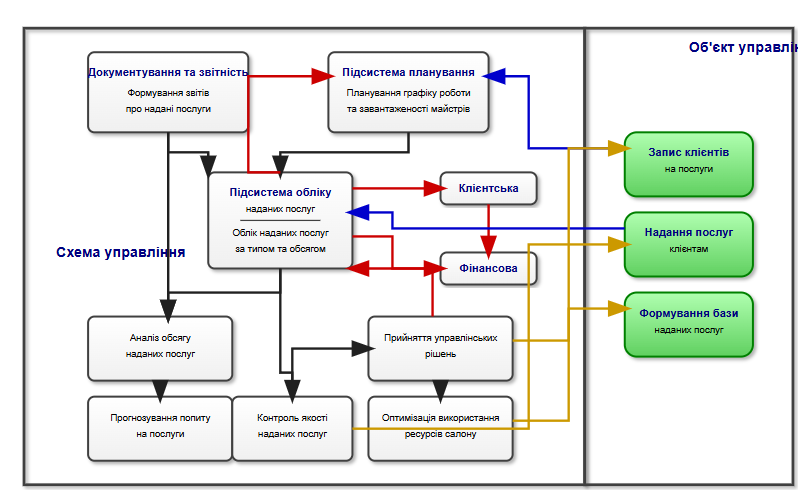 Об'єкт управлін
Документування та звітність
Формування звітів
про надані послуги
Підсистема планування
Планування графіку роботи
та завантаженості майстрів
Запис клієнтів
на послуги
Підсистема обліку
наданих послуг
Облік наданих послуг
за типом та обсягом
Клієнтська
Надання послуг
клієнтам
Схема управління
Фінансова
Формування бази
наданих послуг
Аналіз обсягу
наданих послуг
Прийняття управлінських
рішень
Прогнозування попиту
на послуги
Контроль якості
наданих послуг
Оптимізація використання
ресурсів салону